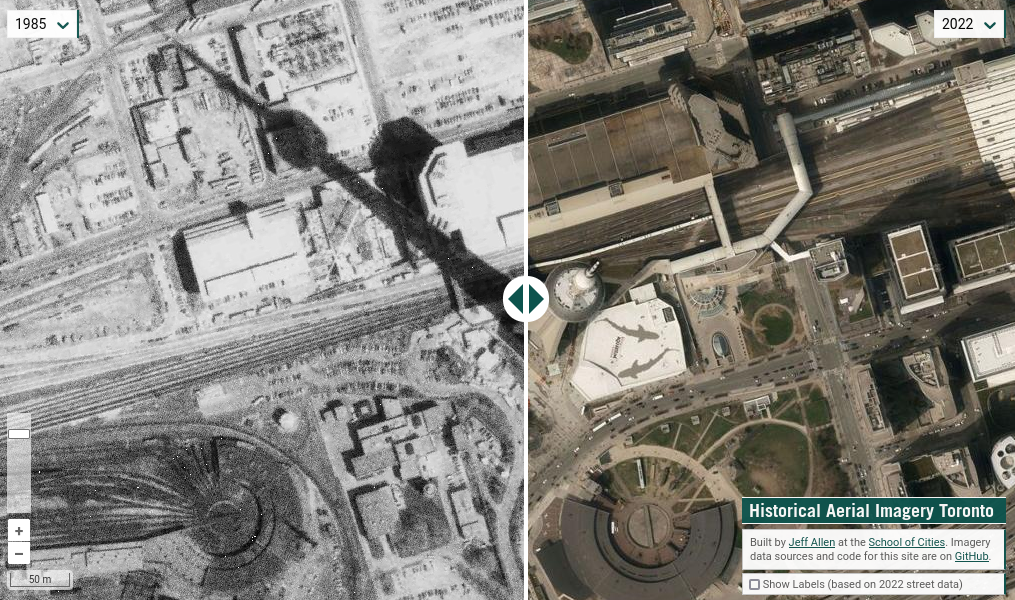 1985
2022
+
−
50 m
Historical Aerial Imagery Toronto
Built by Jeff Allen at the School of Cities. Imagery
data sources and code for this site are on GitHub.
Show Labels (based on 2022 street data)